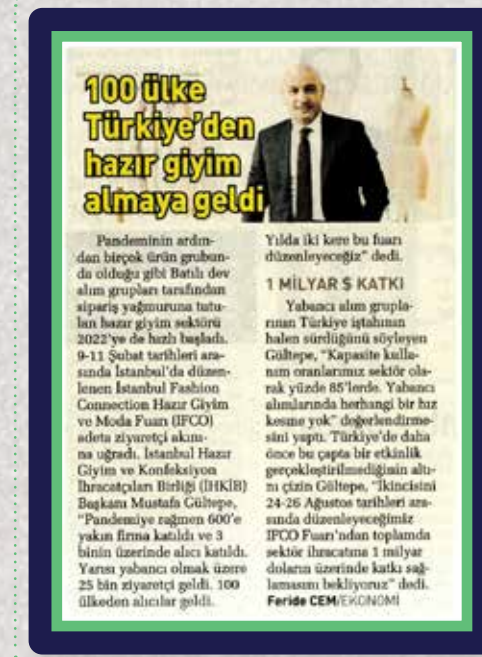 100 ülke
Türkiye'den
hazır giyim
almaya geldi
Pandeminin ardın-
dan birçok ürün grubun-
da olduğu gibi Batılı dev
alım grupları tarafından
sipariş yağmuruna tutu-
lan hazır giyim sektörü
2022'ye de hızlı başladı.
9-11 Şubat tarihleri ara-
sında İstanbul'da düzen-
lenen İstanbul Fashion
Connection Hazır Giyim
ve Moda Fuarı (IFCO)
adeta ziyaretçi akını-
na uğradı. İstanbul Hazır
Giyim ve Konfeksiyon
İhracatçıları Birliği (İHKİB)
Başkanı Mustafa Gültepe,
"Pandemiye rağmen 600'e
yakın firma katıldı ve 3
binin üzerinde alıcı katıldı.
Yarısı yabancı olmak üzere
25 bin ziyaretçi geldi. 100
ülkeden alıcılar geldi.
Yılda iki kere bu fuarı
düzenleyeceğiz" dedi.
1 MİLYAR $ KATKI
Yabancı alım grupla-
rının Türkiye iştahının
halen sürdüğünü söyleyen
Gültepe, "Kapasite kulla-
nım oranlarımız sektör ola-
rak yüzde 85'lerde. Yabancı
alımlarında herhangi bir hız
kesme yok" değerlendirme-
sini yaptı. Türkiye'de daha
önce bu çapta bir etkinlik
gerçekleştirilmediğinin altı-
nı çizin Gültepe, "İkincisini
24-26 Ağustos tarihleri ara-
sında düzenleyeceğimiz
IFCO Fuarı'ndan toplamda
sektör ihracatına 1 milyar
doların üzerinde katkı sağ-
lamasını bekliyoruz" dedi.
Feride CEM/EKONOMİ